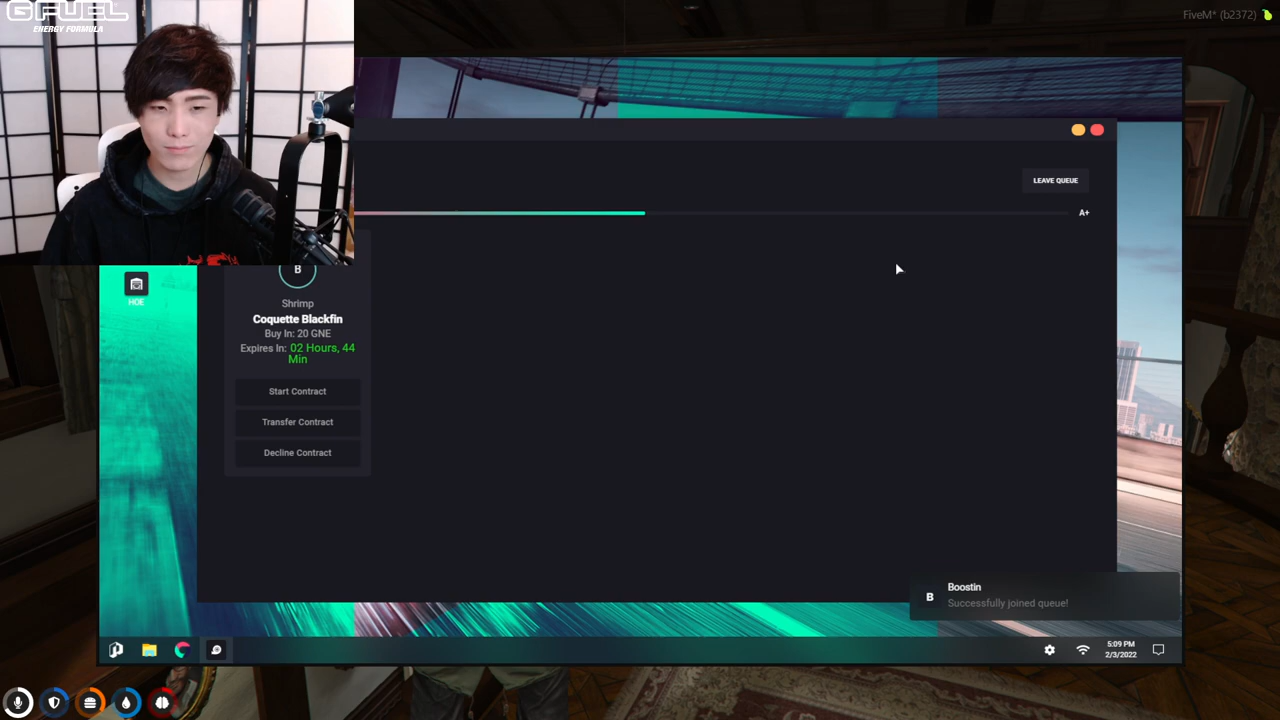 G FUEL
ENERGY FORMULA
FiveM* (b2372)
LEAVE QUEUE
A+
HOE
B
Shrimp
Coquette Blackfin
Buy In: 20 GNE
Expires In: 02 Hours, 44
Min
Start Contract
Transfer Contract
Decline Contract
B
Boostin
Successfully joined queue!
5:09 PM
2/3/2022